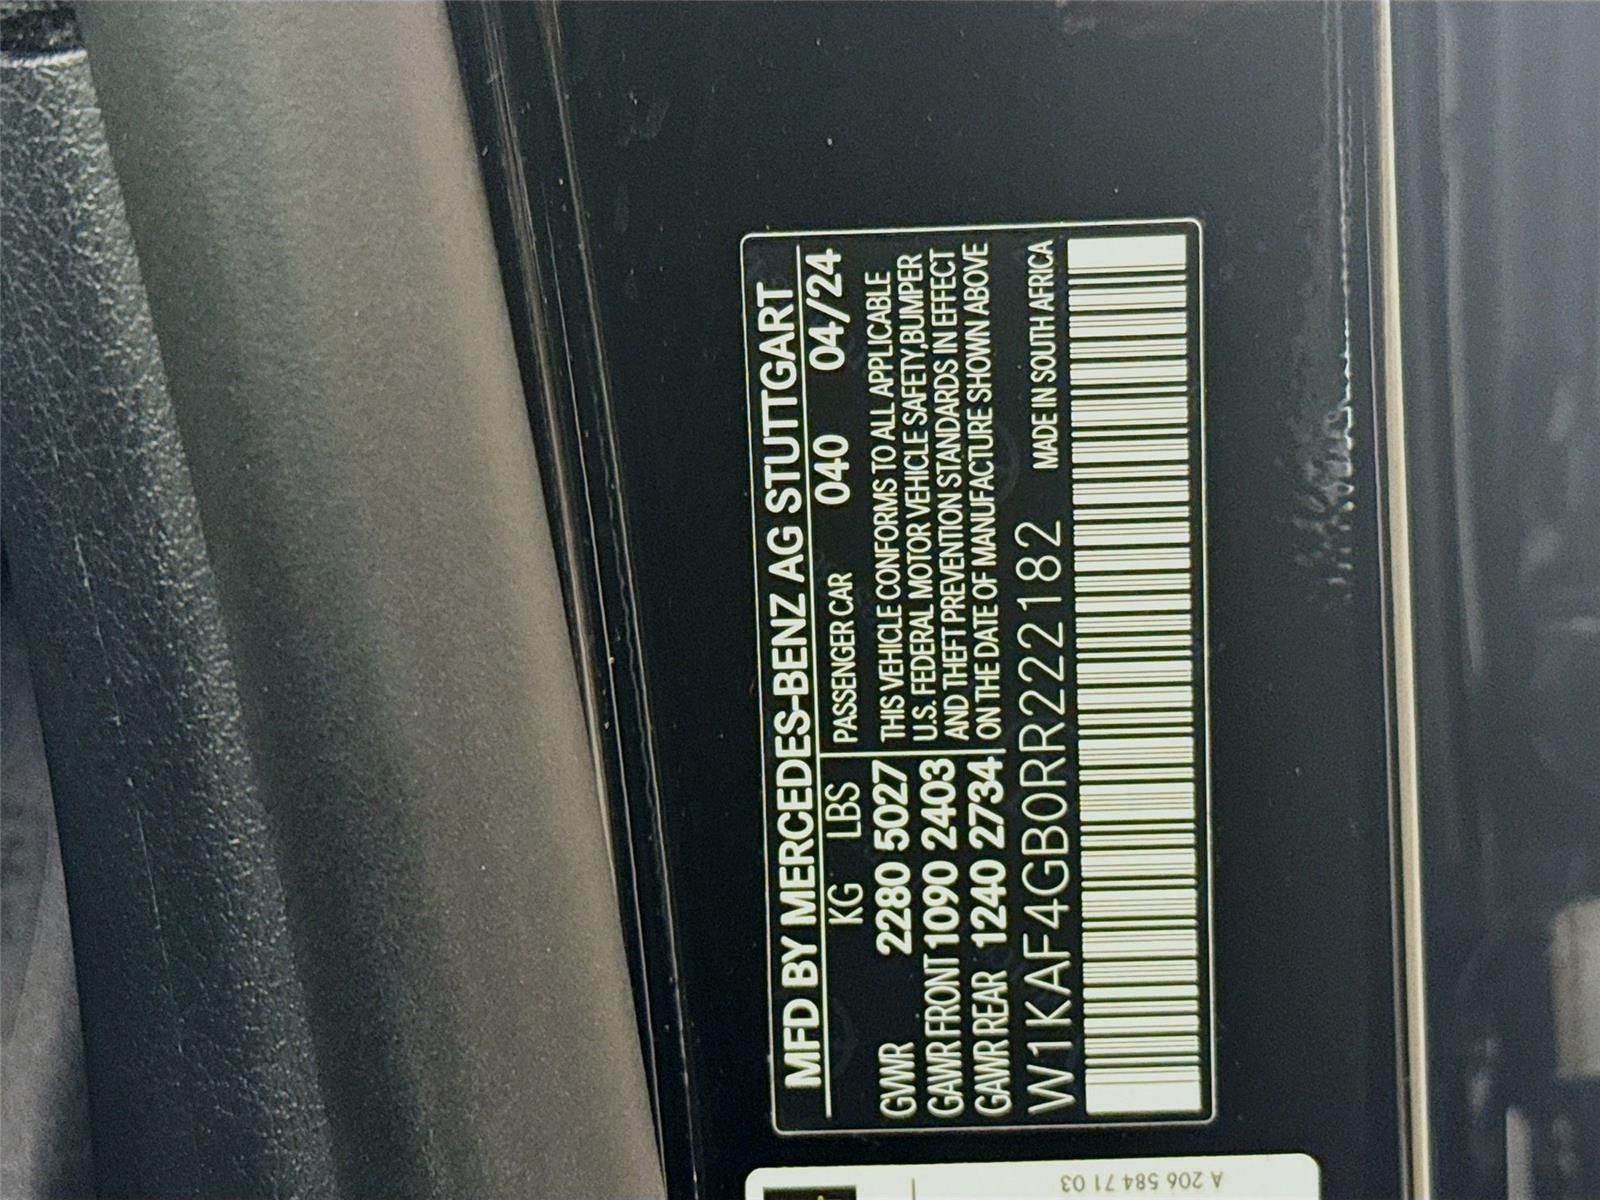 MFD BY MERCEDES-BENZ AG STUTTGART
KG LBS PASSENGER CAR 040 04/24
GVWR 2280 5027
GAWR FRONT 1090 2403
GAWR REAR 1240 2734
THIS VEHICLE CONFORMS TO ALL APPLICABLE
U.S. FEDERAL MOTOR VEHICLE SAFETY,BUMPER
AND THEFT PREVENTION STANDARDS IN EFFECT
ON THE DATE OF MANUFACTURE SHOWN ABOVE
W1KAF4GB0RR222182 MADE IN SOUTH AFRICA
A 206 584 71 03